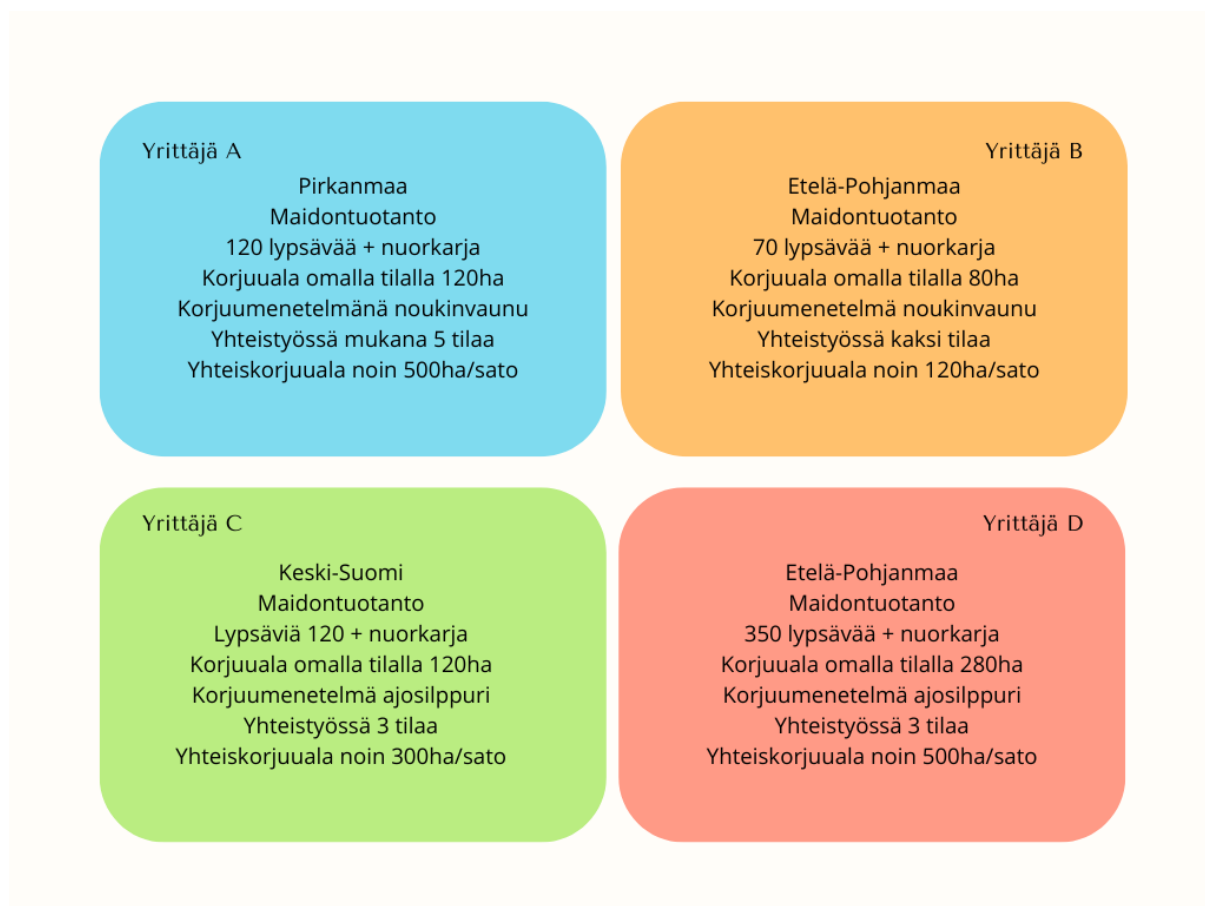 Yrittäjä A
Pirkanmaa
Maidontuotanto
120 lypsävää + nuorkarja
Korjuuala omalla tilalla 120ha
Korjuumenetelmänä noukinvaunu
Yhteistyössä mukana 5 tilaa
Yhteiskorjuuala noin 500ha/sato
Yrittäjä B
Etelä-Pohjanmaa
Maidontuotanto
70 lypsävää + nuorkarja
Korjuuala omalla tilalla 80ha
Korjuumenetelmä noukinvaunu
Yhteistyössä kaksi tilaa
Yhteiskorjuuala noin 120ha/sato
Yrittäjä C
Keski-Suomi
Maidontuotanto
Lypsäviä 120 + nuorkarja
Korjuuala omalla tilalla 120ha
Korjuumenetelmä ajosilppuri
Yhteistyössä 3 tilaa
Yhteiskorjuuala noin 300ha/sato
Yrittäjä D
Etelä-Pohjanmaa
Maidontuotanto
350 lypsävää + nuorkarja
Korjuuala omalla tilalla 280ha
Korjuumenetelmä ajosilppuri
Yhteistyössä 3 tilaa
Yhteiskorjuuala noin 500ha/sato